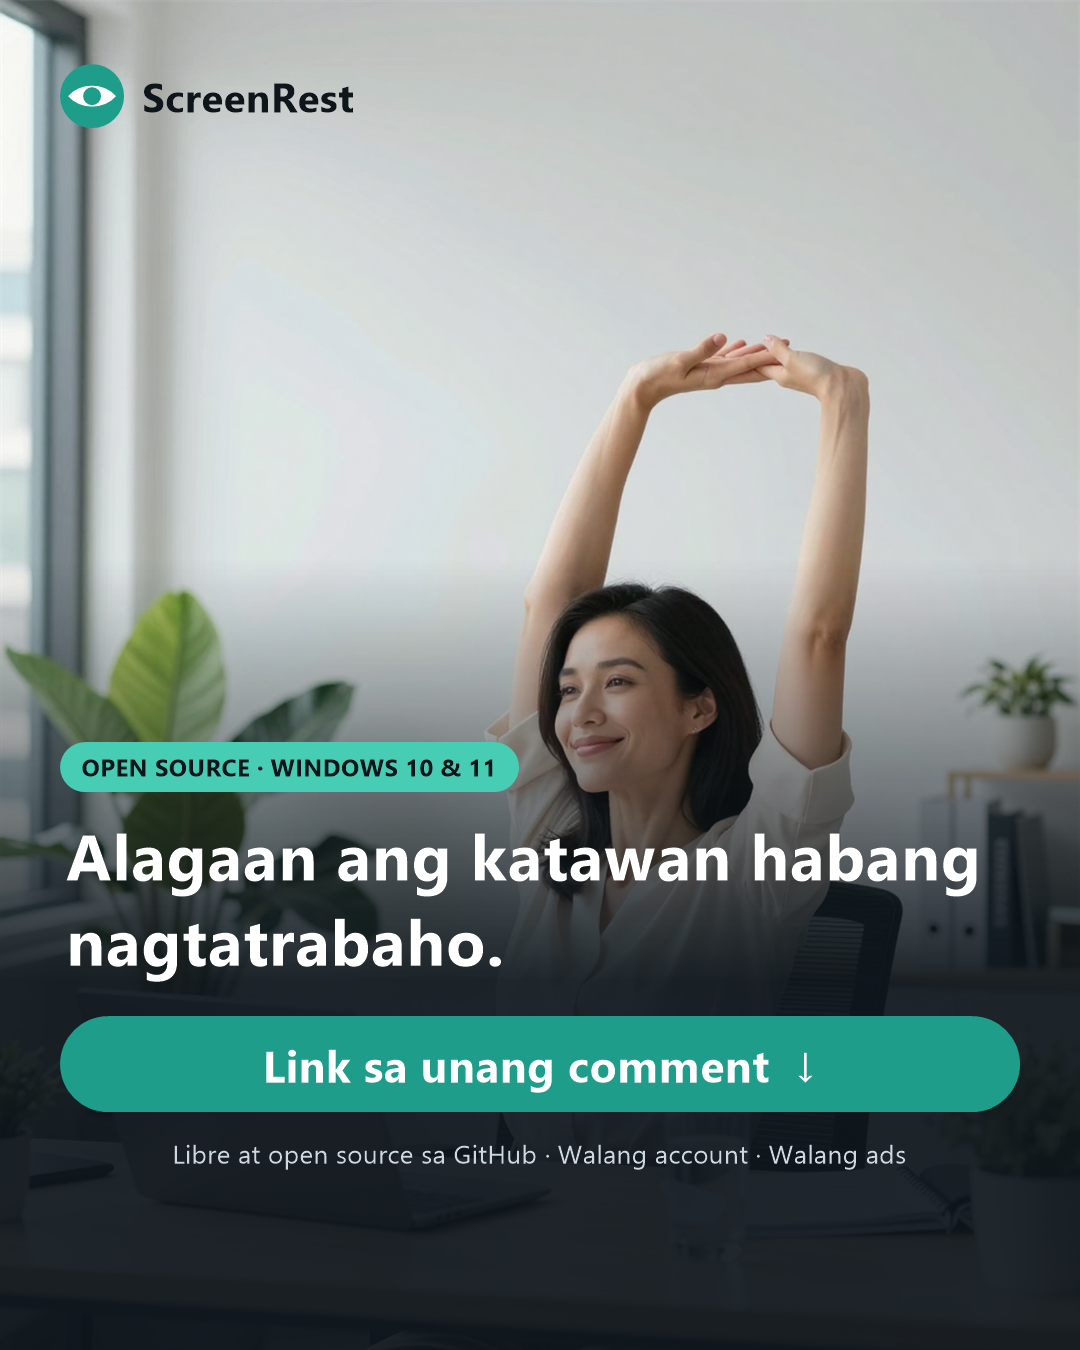 ScreenRest
OPEN SOURCE · WINDOWS 10 & 11
Alagaan ang katawan habang
nagtatrabaho.
Link sa unang comment ↓
Libre at open source sa GitHub · Walang account · Walang ads